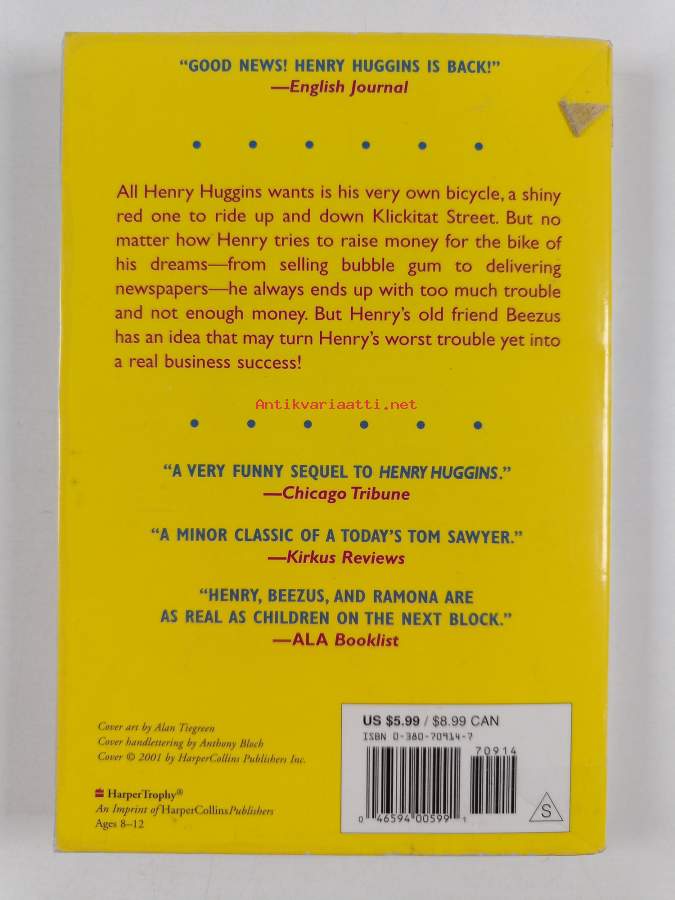 “GOOD NEWS! HENRY HUGGINS IS BACK!”
—English Journal
All Henry Huggins wants is his very own bicycle, a shiny
red one to ride up and down Klickitat Street. But no
matter how Henry tries to raise money for the bike of
his dreams—from selling bubble gum to delivering
newspapers—he always ends up with too much trouble
and not enough money. But Henry’s old friend Beezus
has an idea that may turn Henry’s worst trouble yet into
a real business success!
Antikvariaatti.net
“A VERY FUNNY SEQUEL TO HENRY HUGGINS.”
—Chicago Tribune
“A MINOR CLASSIC OF A TODAY’S TOM SAWYER.”
—Kirkus Reviews
“HENRY, BEEZUS, AND RAMONA ARE
AS REAL AS CHILDREN ON THE NEXT BLOCK.”
—ALA Booklist
Cover art by Alan Tiegreen
Cover handlettering by Anthony Bloch
Cover © 2001 by HarperCollins Publishers Inc.
HarperTrophy®
An Imprint of HarperCollinsPublishers
Ages 8–12
US $5.99 / $8.99 CAN
ISBN 0-380-70914-7
70914
0 46594 00599 1
S